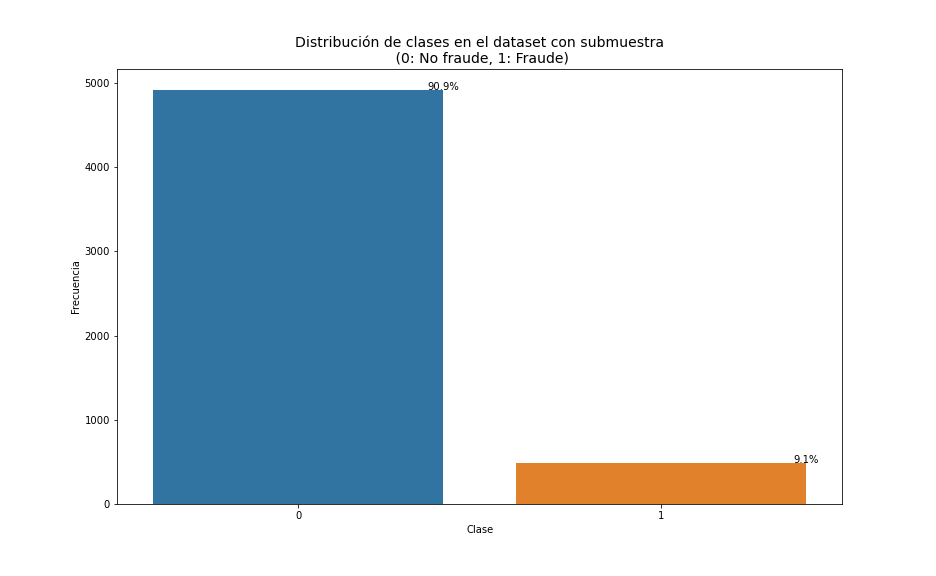 Distribución de clases en el dataset con submuestra
(0: No fraude, 1: Fraude)
90.9%
9.1%
5000
4000
3000
2000
1000
0
Frecuencia
0
1
Clase